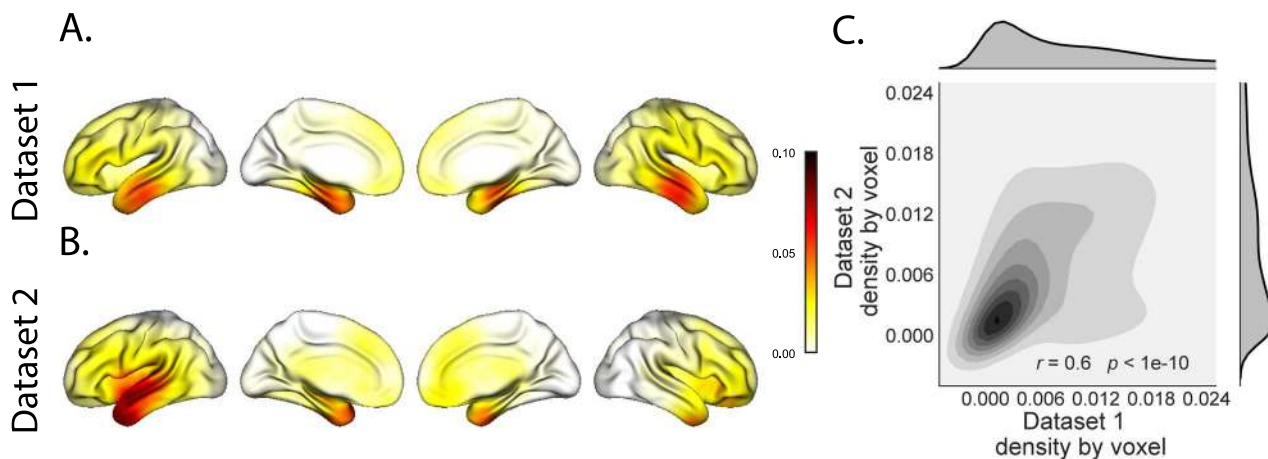 A.
Dataset 1
B.
Dataset 2
0.10
0.05
0.00
C.
Dataset 2
density by voxel
0.024
0.018
0.012
0.006
0.000
r = 0.6 p < 1e-10
0.000 0.006 0.012 0.018 0.024
Dataset 1
density by voxel